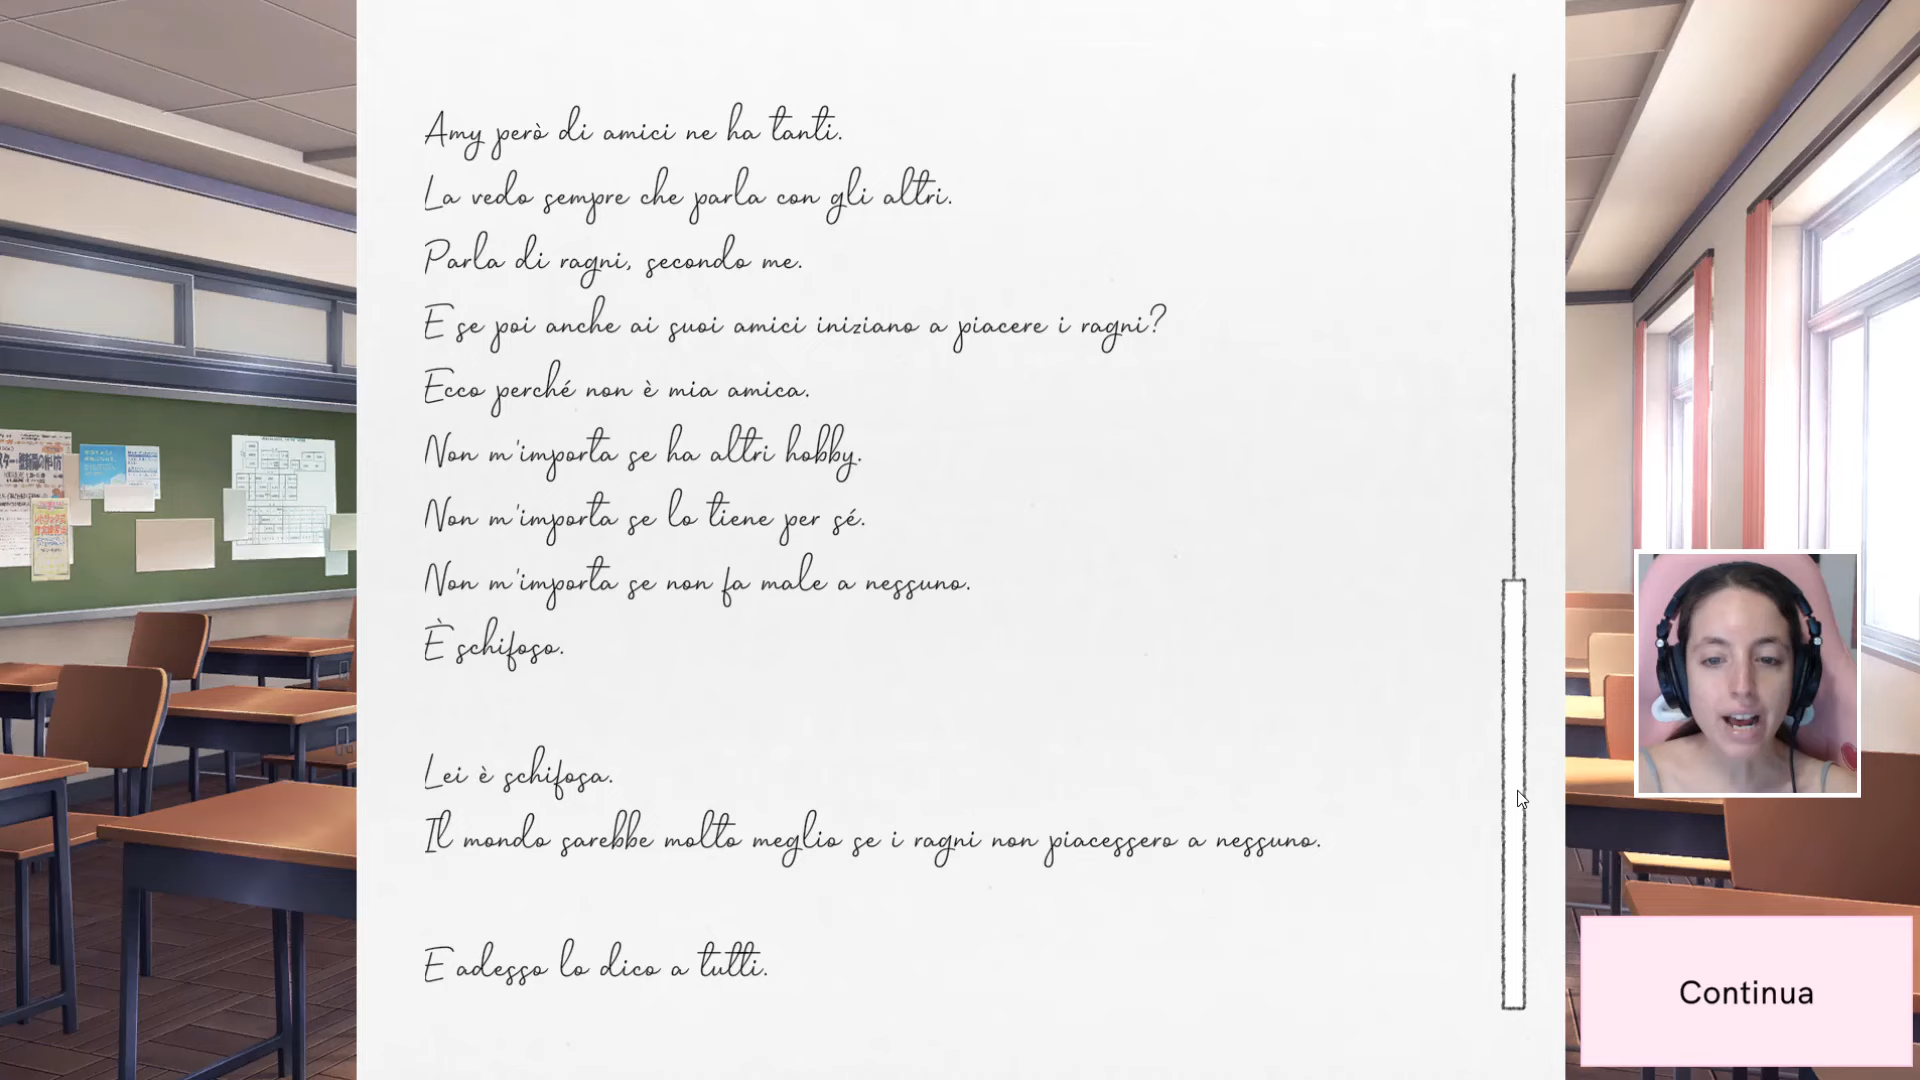 Amy però di amici ne ha tanti.
La vedo sempre che parla con gli altri.
Parla di ragni, secondo me.
E se poi anche ai suoi amici iniziano a piacere i ragni?
Ecco perché non è mia amica.
Non m'importa se ha altri hobby.
Non m'importa se lo tiene per sé.
Non m'importa se non fa male a nessuno.
È schifoso.
Lei è schifosa.
Il mondo sarebbe molto meglio se i ragni non piacessero a nessuno.
E adesso lo dico a tutti.
Continua